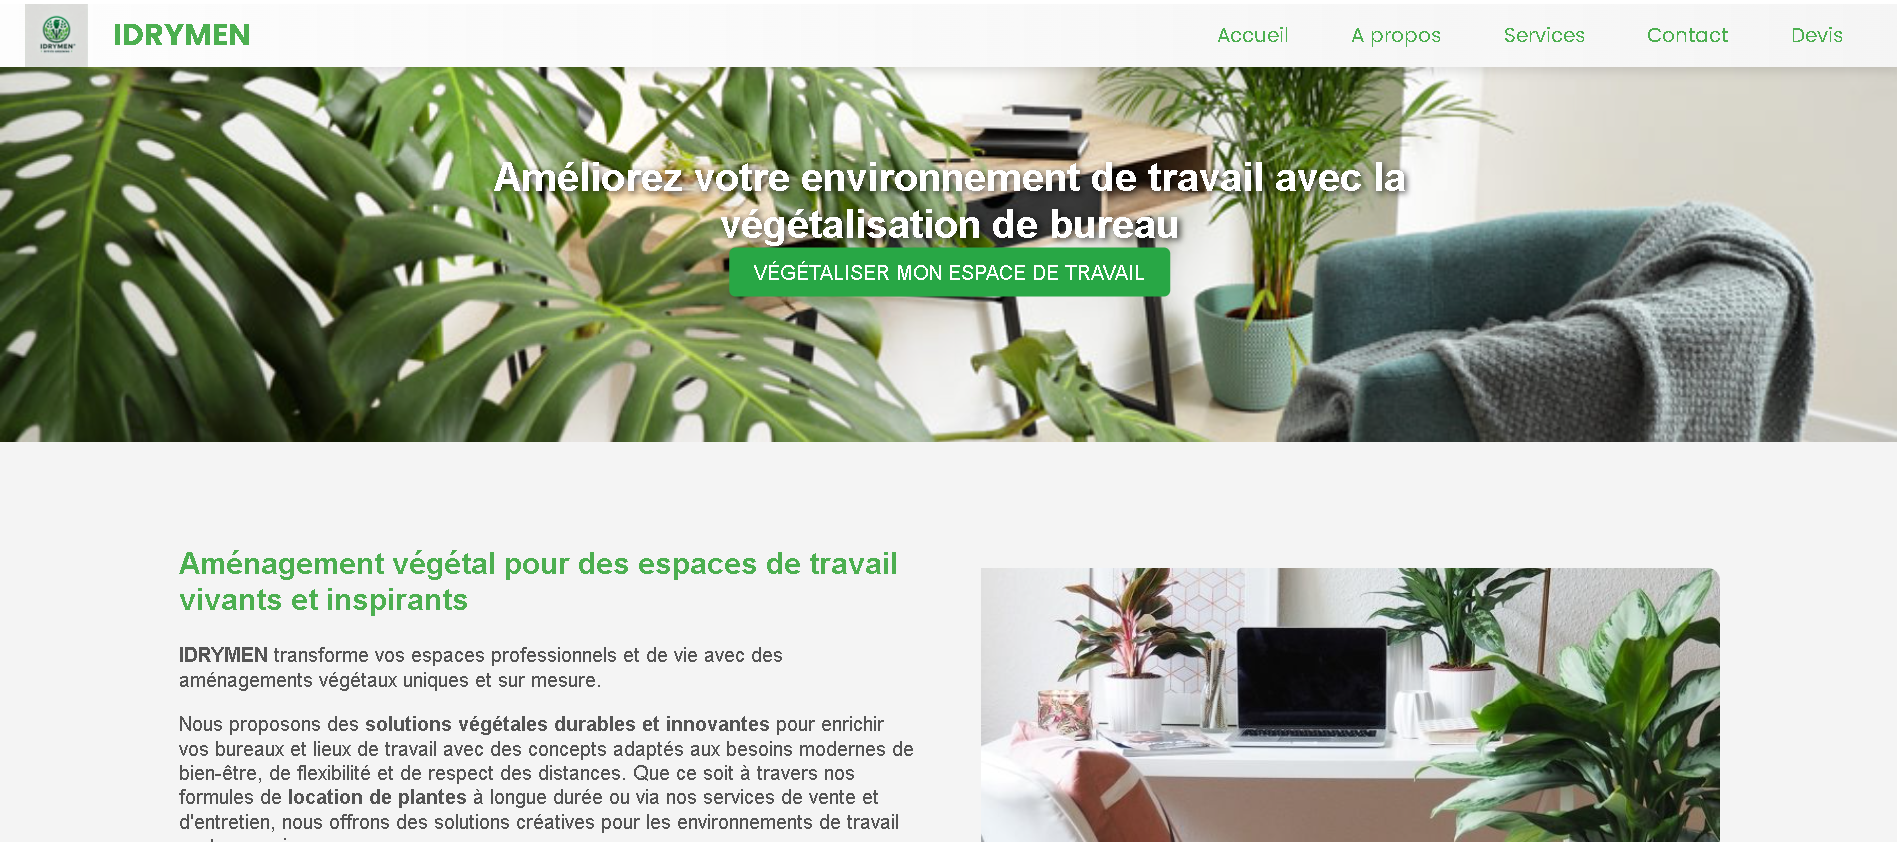 IDRYMEN
IDRYMEN
Accueil
A propos
Services
Contact
Devis
Améliorez votre environnement de travail avec la
végétalisation de bureau
VÉGÉTALISER MON ESPACE DE TRAVAIL
Aménagement végétal pour des espaces de travail
vivants et inspirants
IDRYMEN transforme vos espaces professionnels et de vie avec des
aménagements végétaux uniques et sur mesure.
Nous proposons des solutions végétales durables et innovantes pour enrichir
vos bureaux et lieux de travail avec des concepts adaptés aux besoins modernes de
bien-être, de flexibilité et de respect des distances. Que ce soit à travers nos
formules de location de plantes à longue durée ou via nos services de vente et
d'entretien, nous offrons des solutions créatives pour les environnements de travail